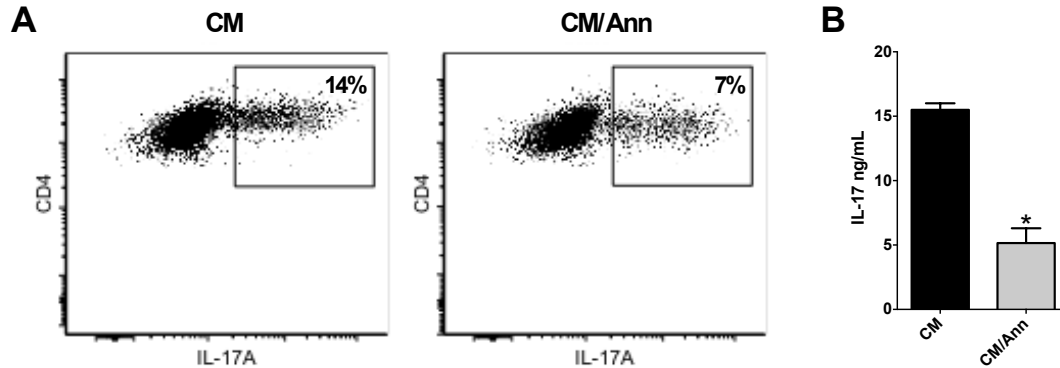 A
CM
CM/Ann
B
14%
7%
CD4
IL-17A
CD4
IL-17A
IL-17 ng/mL
20
15
10
5
0
*
CM
CM/Ann